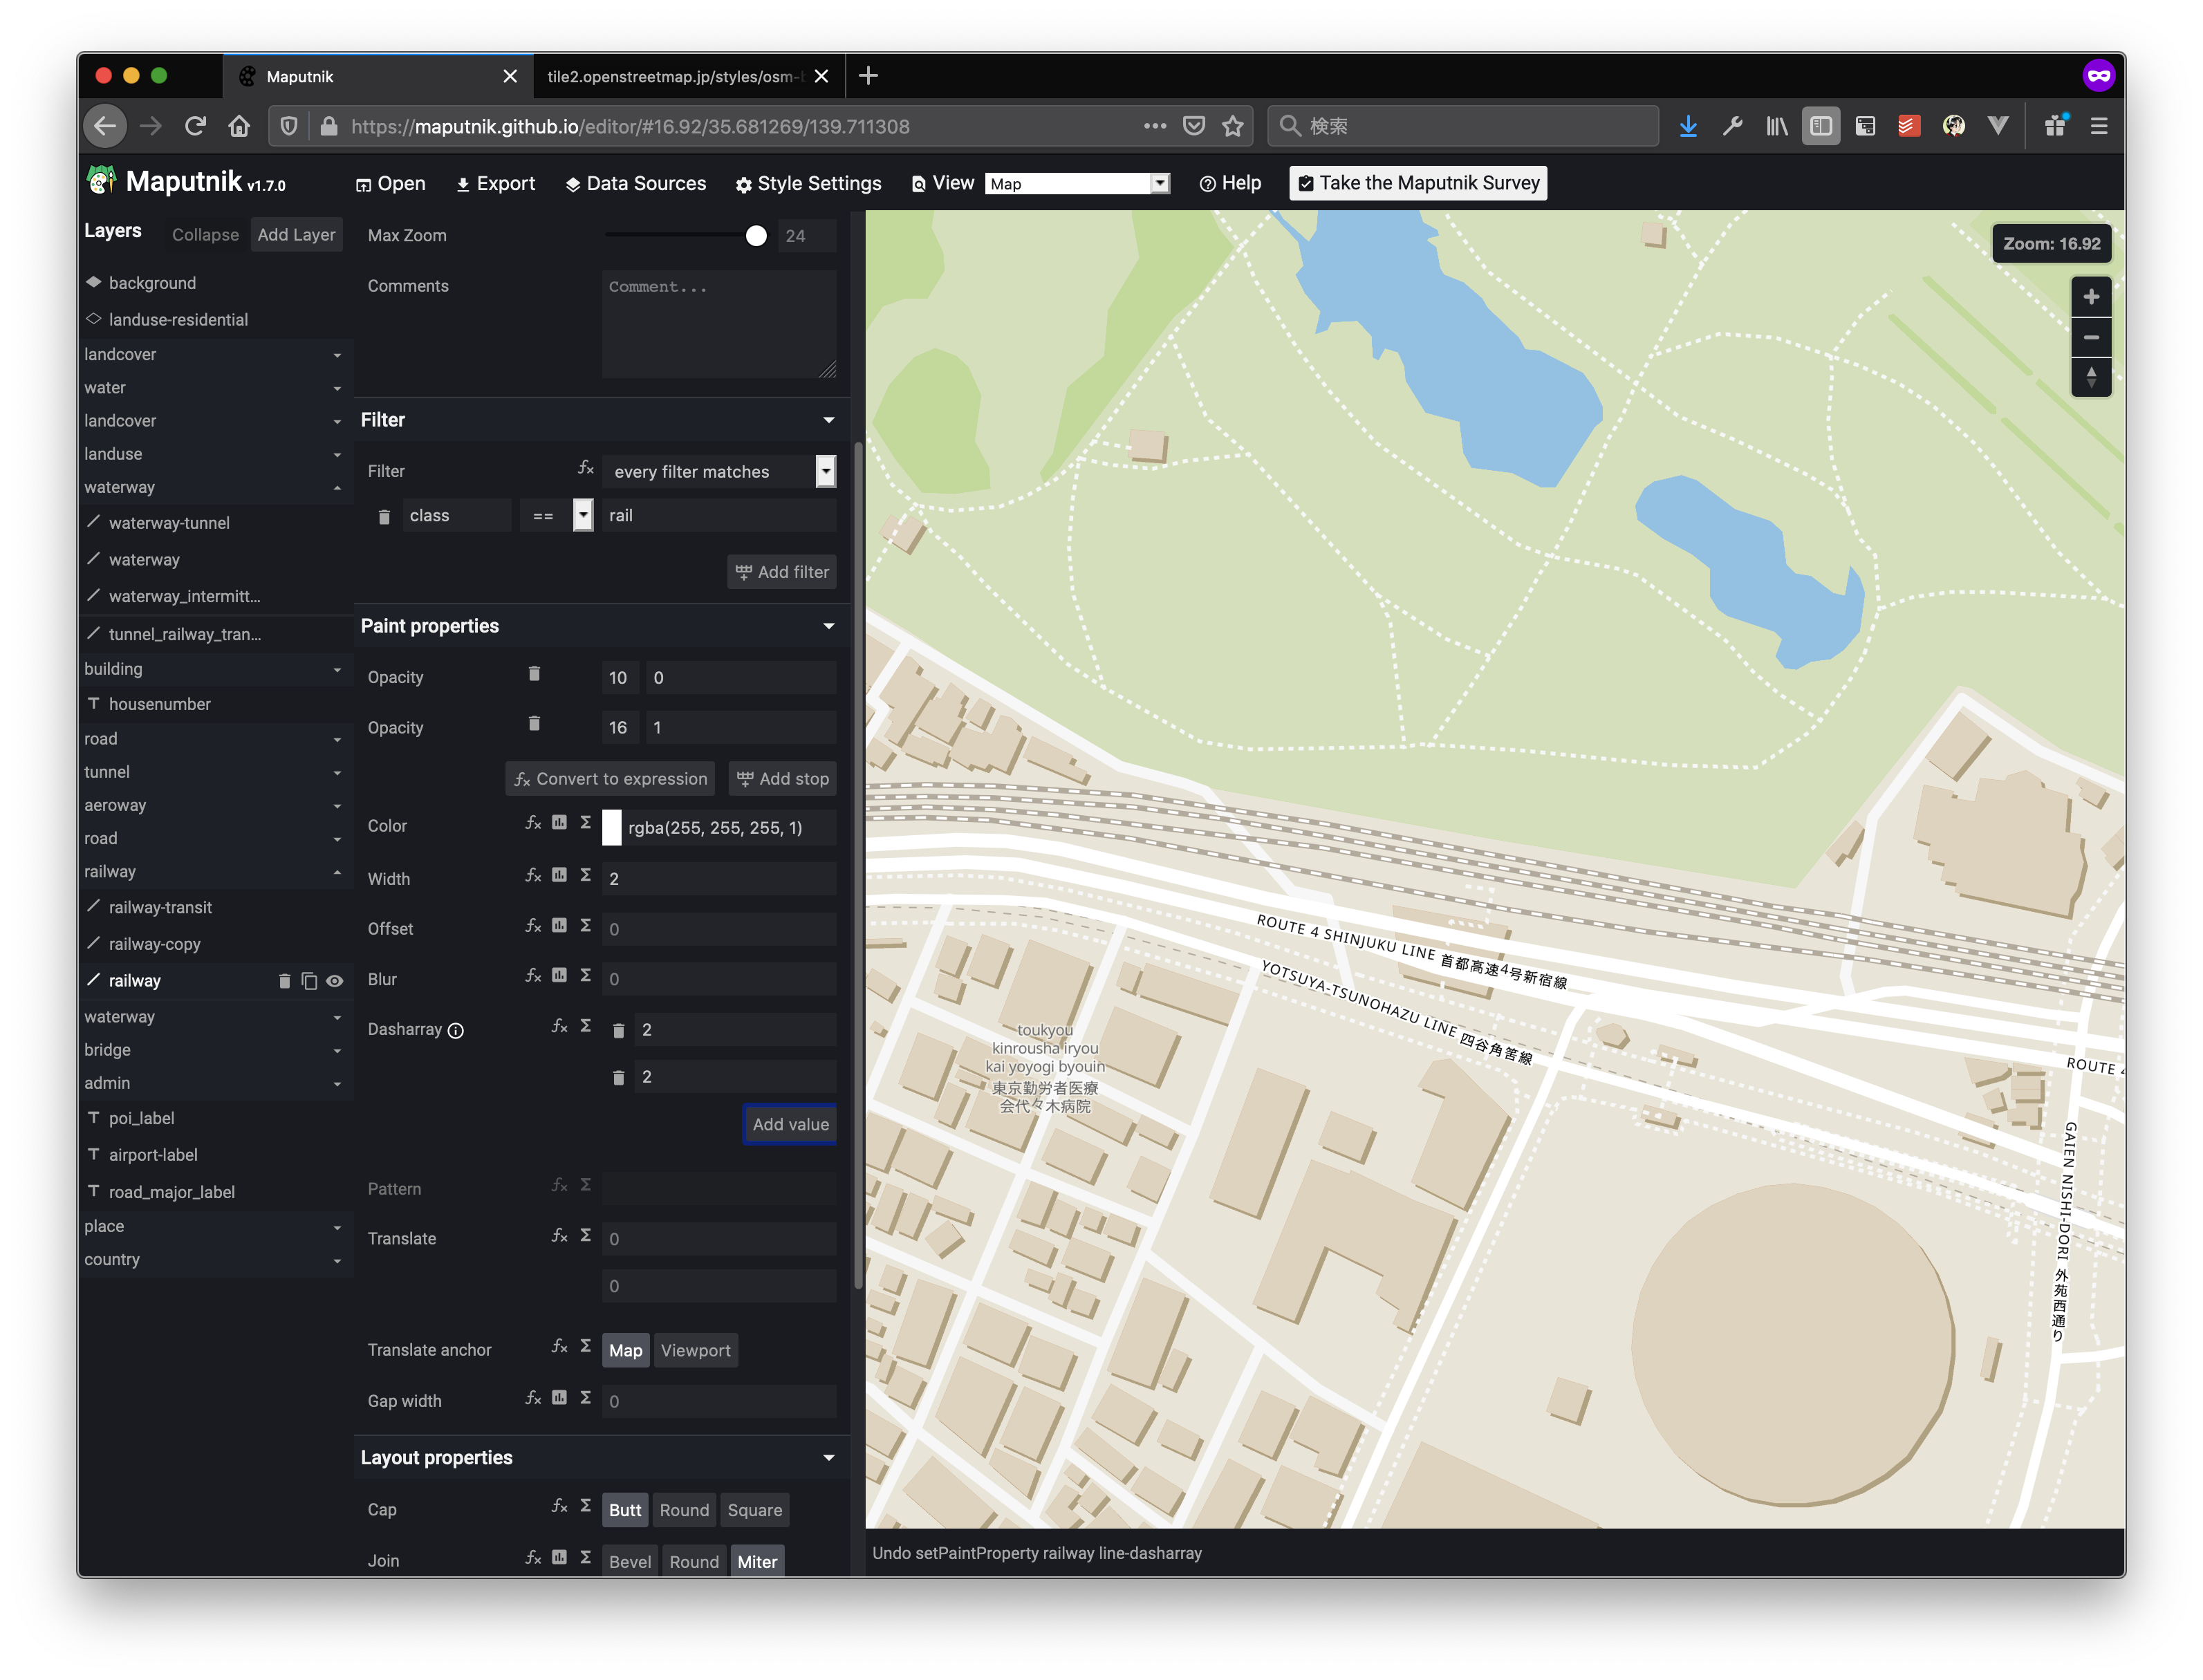 Maputnik
tile2.openstreetmap.jp/styles/osm-b
https://maputnik.github.io/editor/#16.92/35.681269/139.711308
検索
Maputnik v1.7.0
Open
Export
Data Sources
Style Settings
View
Map
Help
Take the Maputnik Survey
Layers
Collapse
Add Layer
background
landuse-residential
landcover
water
landcover
landuse
waterway
waterway-tunnel
waterway
waterway_intermitt...
tunnel_railway_tran...
building
housenumber
road
tunnel
aeroway
road
railway
railway-transit
railway-copy
railway
waterway
bridge
admin
poi_label
airport-label
road_major_label
place
country
Max Zoom
24
Comments
Comment...
Filter
Filter
every filter matches
class
==
rail
Add filter
Paint properties
Opacity
10
0
Opacity
16
1
Convert to expression
Add stop
Color
rgba(255, 255, 255, 1)
Width
2
Offset
0
Blur
0
Dasharray
2
2
Add value
Pattern
Translate
0
0
Translate anchor
Map
Viewport
Gap width
0
Layout properties
Cap
Butt
Round
Square
Join
Bevel
Round
Miter
Zoom: 16.92
ROUTE 4 SHINJUKU LINE 首都高速4号新宿線
YOTSUYA-TSUNOHAZU LINE 四谷角筈線
toukyou
kinrousha iryou
kai yoyogi byouin
東京勤労者医療
会代々木病院
ROUTE 4
GAIEN NISHI-DORI 外苑西通り
Undo setPaintProperty railway line-dasharray